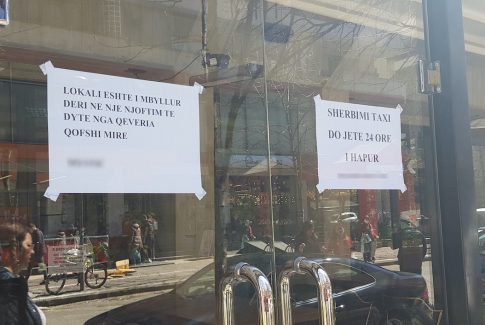 LOKALI ESHTE I MBYLLUR
DERI NE NJE NJOFTIM TE
DYTE NGA QEVERIA
QOFSHI MIRE
SHERBIMI TAXI
DO JETE 24 ORE
I HAPUR